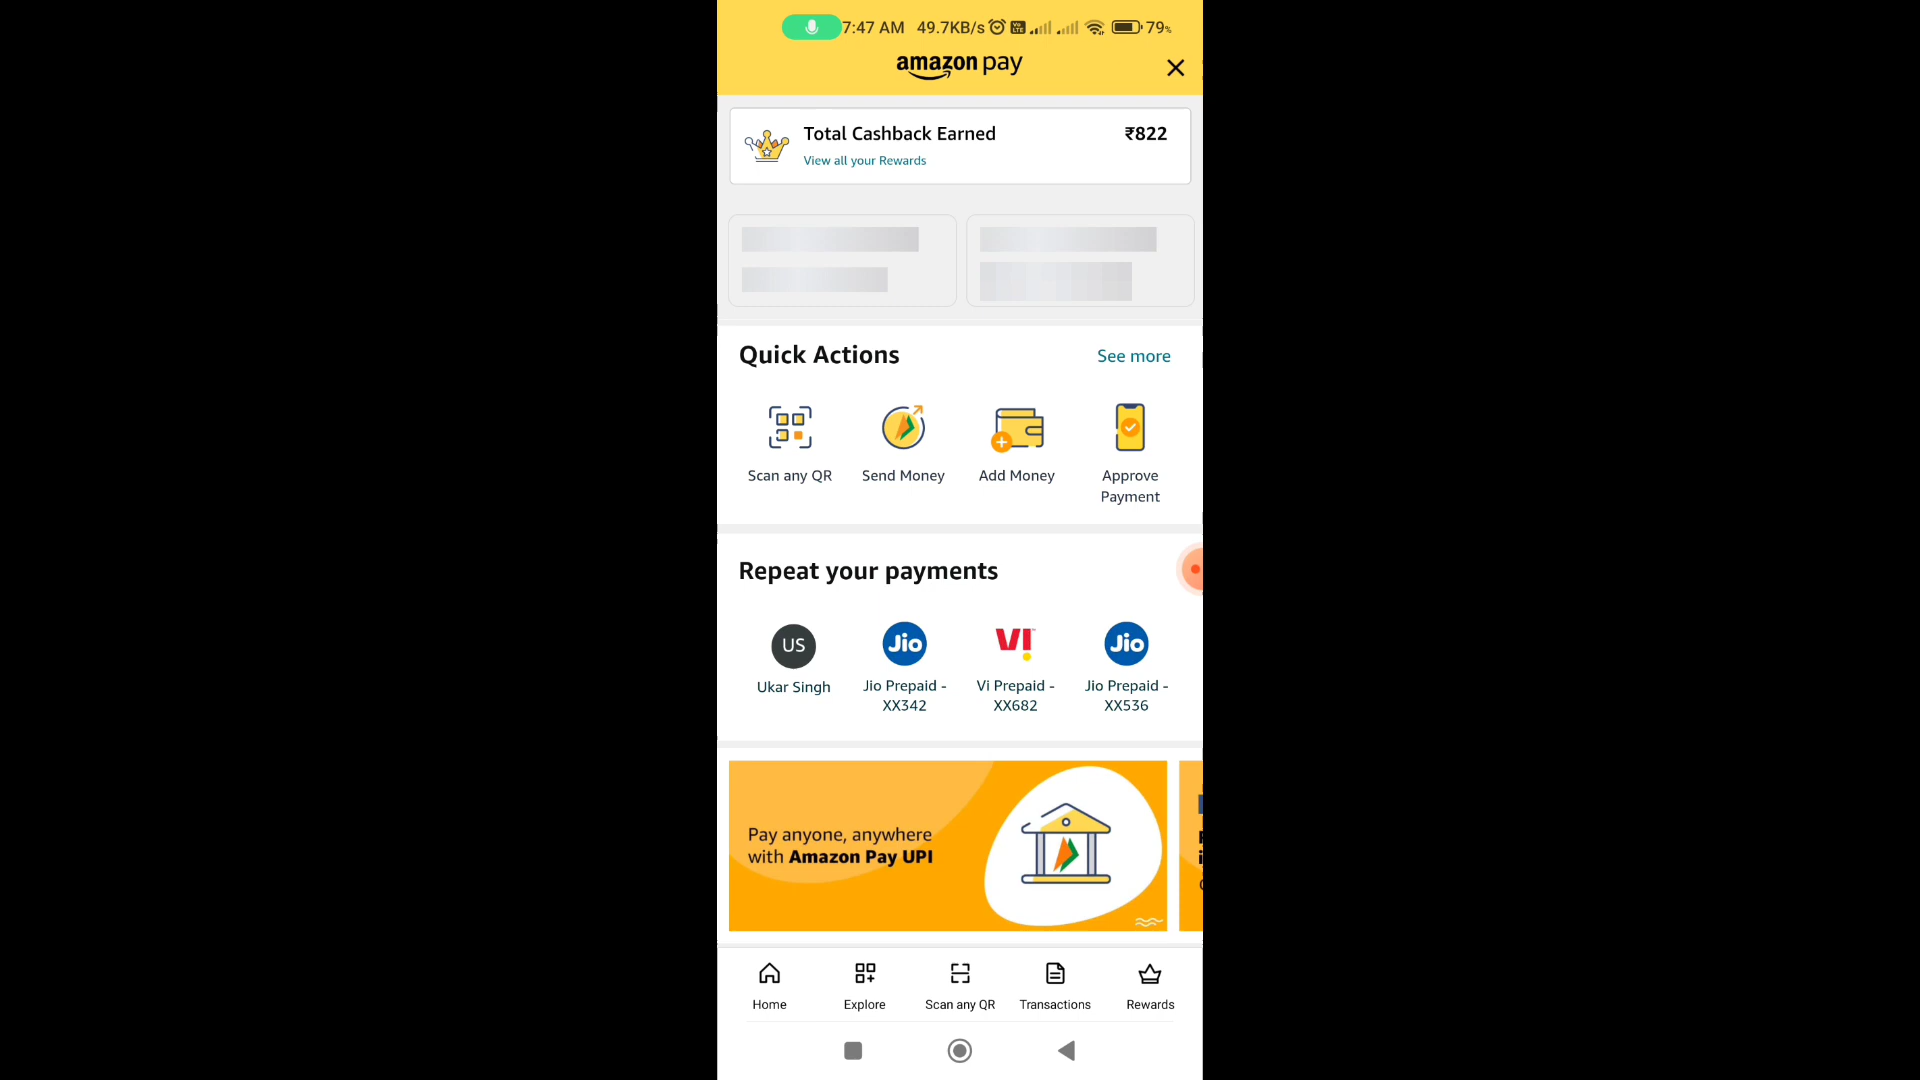 7:47 AM 49.7KB/s 79%
amazon pay
Total Cashback Earned ₹822
View all your Rewards
Quick Actions See more
Scan any QR Send Money Add Money Approve
Payment
Repeat your payments
US Jio VI Jio
Ukar Singh Jio Prepaid - Vi Prepaid - Jio Prepaid -
XX342 XX682 XX536
Pay anyone, anywhere
with Amazon Pay UPI
Home Explore Scan any QR Transactions Rewards